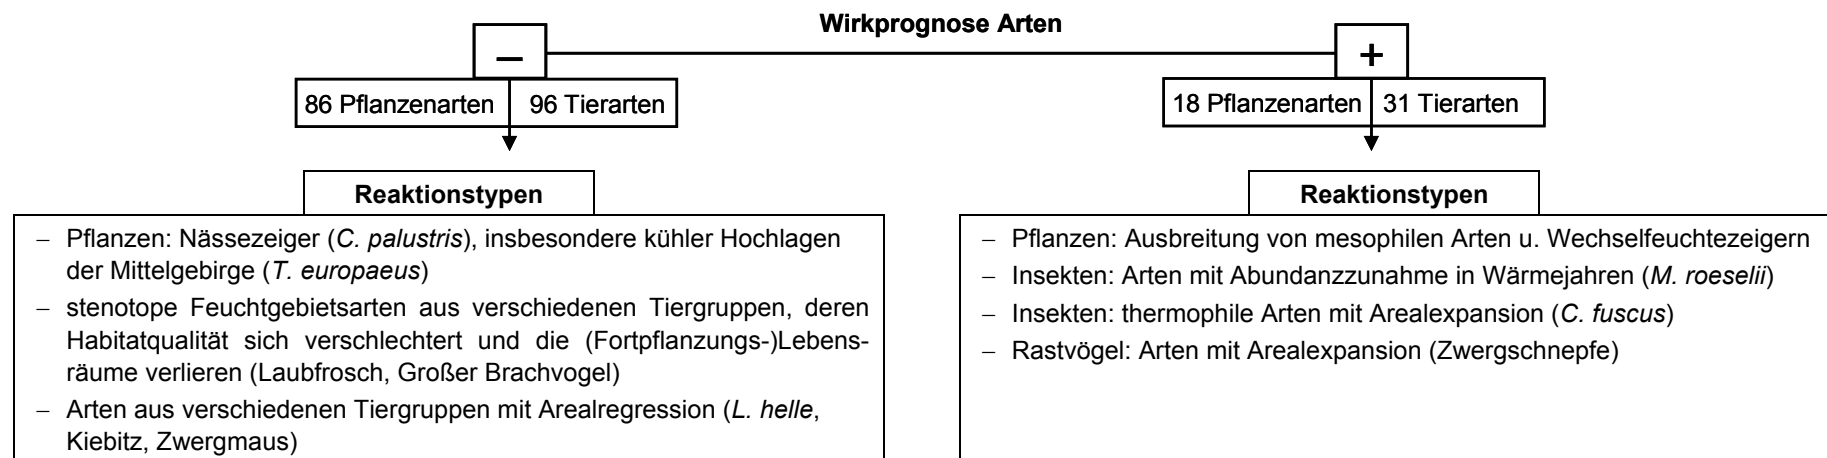 Wirkprognose Arten
–
+
86 Pflanzenarten
96 Tierarten
18 Pflanzenarten
31 Tierarten
Reaktionstypen
– Pflanzen: Nässezeiger (C. palustris), insbesondere kühler Hochlagen
der Mittelgebirge (T. europaeus)
– stenotope Feuchtgebietsarten aus verschiedenen Tiergruppen, deren
Habitatqualität sich verschlechtert und die (Fortpflanzungs-)Lebens-
räume verlieren (Laubfrosch, Großer Brachvogel)
– Arten aus verschiedenen Tiergruppen mit Arealregression (L. helle,
Kiebitz, Zwergmaus)
Reaktionstypen
– Pflanzen: Ausbreitung von mesophilen Arten u. Wechselfeuchtezeigern
– Insekten: Arten mit Abundanzzunahme in Wärmejahren (M. roeselii)
– Insekten: thermophile Arten mit Arealexpansion (C. fuscus)
– Rastvögel: Arten mit Arealexpansion (Zwergschnepfe)